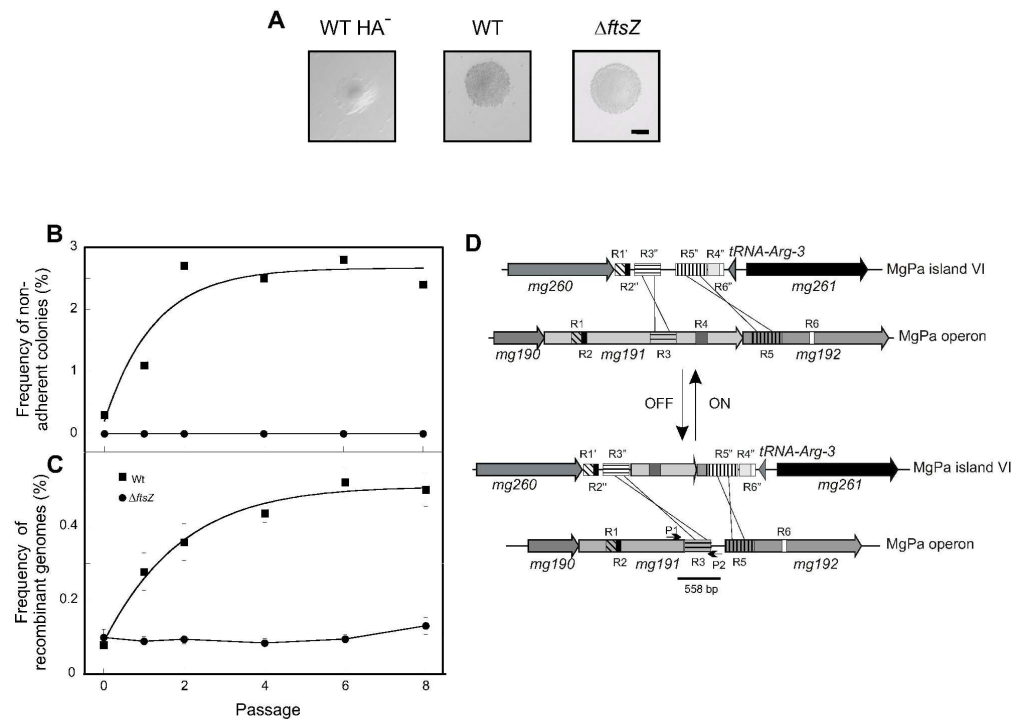 A
WT HA⁻
WT
ΔftsZ
B
Frequency of non-
adherent colonies (%)
3
2
1
0
C
Wt
ΔftsZ
Frequency of
recombinant genomes (%)
0.4
0.2
0
0
2
4
6
8
Passage
D
R1'
R3"
R5"
R4"
tRNA-Arg-3
MgPa island VI
mg260
R2"
R6"
mg261
R1
R4
R6
MgPa operon
mg190
R2
mg191
R3
R5
mg192
OFF
ON
R1'
R3"
R5"
R4"
tRNA-Arg-3
MgPa island VI
mg260
R2"
R6"
mg261
R1
P1
R6
MgPa operon
mg190
R2
mg191
R3
P2
R5
mg192
558 bp